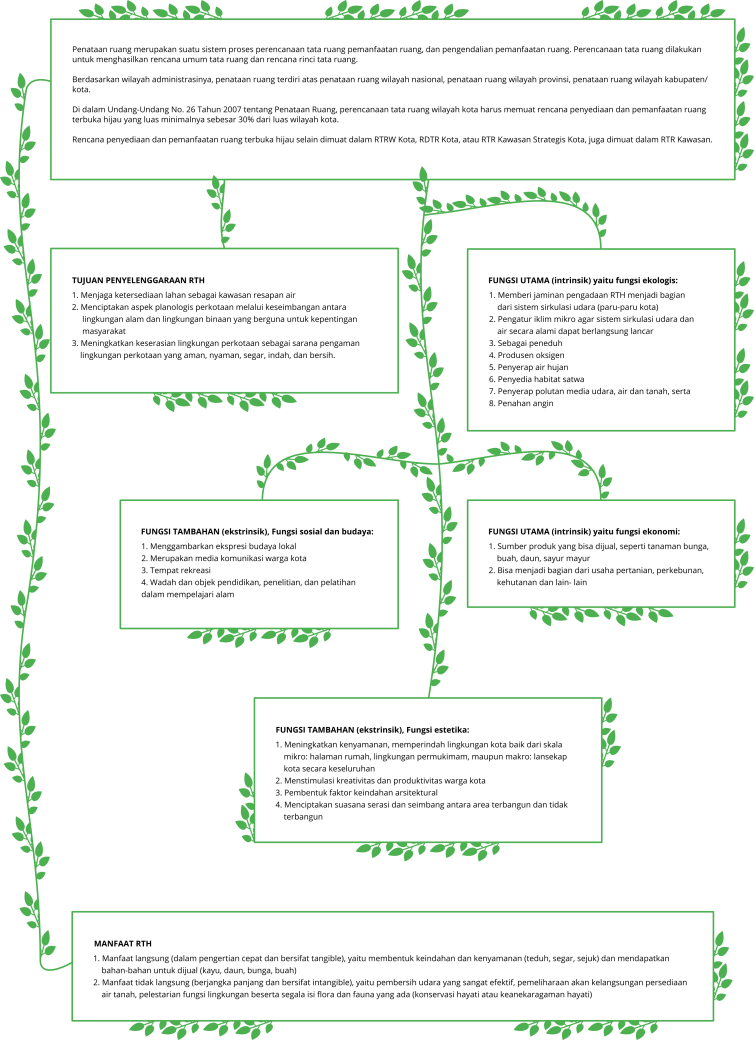 Penataan ruang merupakan suatu sistem proses perencanaan tata ruang pemanfaatan ruang, dan pengendalian pemanfaatan ruang. Perencanaan tata ruang dilakukan
untuk menghasilkan rencana umum tata ruang dan rencana rinci tata ruang.
Berdasarkan wilayah administrasinya, penataan ruang terdiri atas penataan ruang wilayah nasional, penataan ruang wilayah provinsi, penataan ruang wilayah kabupaten/
kota.
Di dalam Undang-Undang No. 26 Tahun 2007 tentang Penataan Ruang, perencanaan tata ruang wilayah kota harus memuat rencana penyediaan dan pemanfaatan ruang
terbuka hijau yang luas minimalnya sebesar 30% dari luas wilayah kota.
Rencana penyediaan dan pemanfaatan ruang terbuka hijau selain dimuat dalam RTRW Kota, RDTR Kota, atau RTR Kawasan Strategis Kota, juga dimuat dalam RTR Kawasan.
TUJUAN PENYELENGGARAAN RTH
1. Menjaga ketersediaan lahan sebagai kawasan resapan air
2. Menciptakan aspek planologis perkotaan melalui keseimbangan antara
lingkungan alam dan lingkungan binaan yang berguna untuk kepentingan
masyarakat
3. Meningkatkan keserasian lingkungan perkotaan sebagai sarana pengaman
lingkungan perkotaan yang aman, nyaman, segar, indah, dan bersih.
FUNGSI UTAMA (intrinsik) yaitu fungsi ekologis:
1. Memberi jaminan pengadaan RTH menjadi bagian
dari sistem sirkulasi udara (paru-paru kota)
2. Pengatur iklim mikro agar sistem sirkulasi udara dan
air secara alami dapat berlangsung lancar
3. Sebagai peneduh
4. Produsen oksigen
5. Penyerap air hujan
6. Penyedia habitat satwa
7. Penyerap polutan media udara, air dan tanah, serta
8. Penahan angin
FUNGSI TAMBAHAN (ekstrinsik), Fungsi sosial dan budaya:
1. Menggambarkan ekspresi budaya lokal
2. Merupakan media komunikasi warga kota
3. Tempat rekreasi
4. Wadah dan objek pendidikan, penelitian, dan pelatihan
dalam mempelajari alam
FUNGSI UTAMA (intrinsik) yaitu fungsi ekonomi:
1. Sumber produk yang bisa dijual, seperti tanaman bunga,
buah, daun, sayur mayur
2. Bisa menjadi bagian dari usaha pertanian, perkebunan,
kehutanan dan lain- lain
FUNGSI TAMBAHAN (ekstrinsik), Fungsi estetika:
1. Meningkatkan kenyamanan, memperindah lingkungan kota baik dari skala
mikro: halaman rumah, lingkungan permukimam, maupun makro: lansekap
kota secara keseluruhan
2. Menstimulasi kreativitas dan produktivitas warga kota
3. Pembentuk faktor keindahan arsitektural
4. Menciptakan suasana serasi dan seimbang antara area terbangun dan tidak
terbangun
MANFAAT RTH
1. Manfaat langsung (dalam pengertian cepat dan bersifat tangible), yaitu membentuk keindahan dan kenyamanan (teduh, segar, sejuk) dan mendapatkan
bahan-bahan untuk dijual (kayu, daun, bunga, buah)
2. Manfaat tidak langsung (berjangka panjang dan bersifat intangible), yaitu pembersih udara yang sangat efektif, pemeliharaan akan kelangsungan persediaan
air tanah, pelestarian fungsi lingkungan beserta segala isi flora dan fauna yang ada (konservasi hayati atau keanekaragaman hayati)